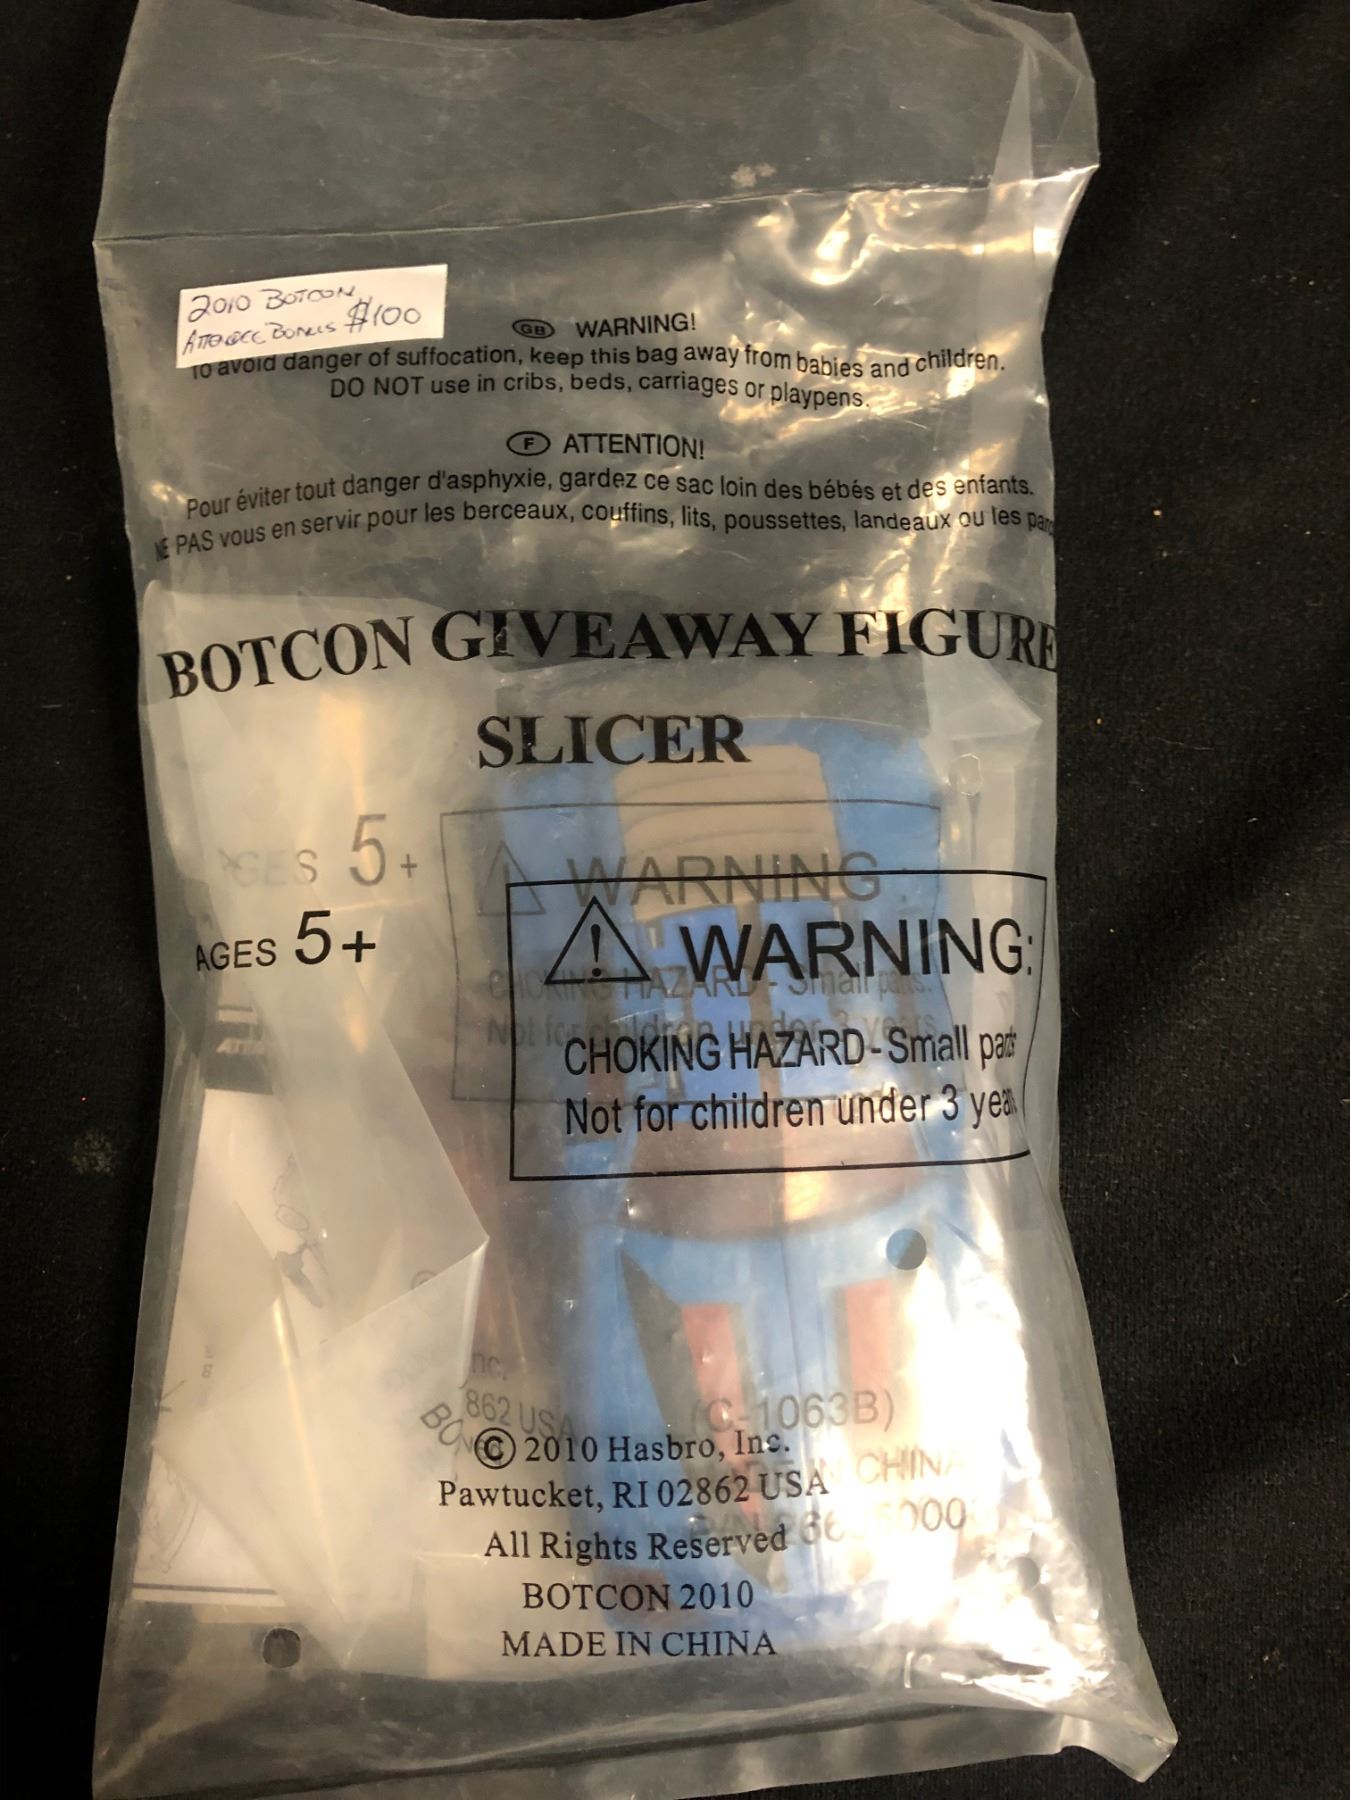 2010 BOTCON
ATTENDEE BONUS $100
GB WARNING!
To avoid danger of suffocation, keep this bag away from babies and children.
DO NOT use in cribs, beds, carriages or playpens.
F ATTENTION!
Pour éviter tout danger d'asphyxie, gardez ce sac loin des bébés et des enfants.
NE PAS vous en servir pour les berceaux, couffins, lits, poussettes, landeaux ou les
BOTCON GIVEAWAY FIGURE
SLICER
AGES 5+
WARNING
AGES 5+
WARNING:
CHOKING HAZARD - Small parts.
Not for children under 3 years.
CHOKING HAZARD-Small
Not for children under 3
862 USA
(C-1063B)
© 2010 Hasbro, Inc.
CHINA
Pawtucket, RI 02862 USA
All Rights Reserved
BOTCON 2010
MADE IN CHINA